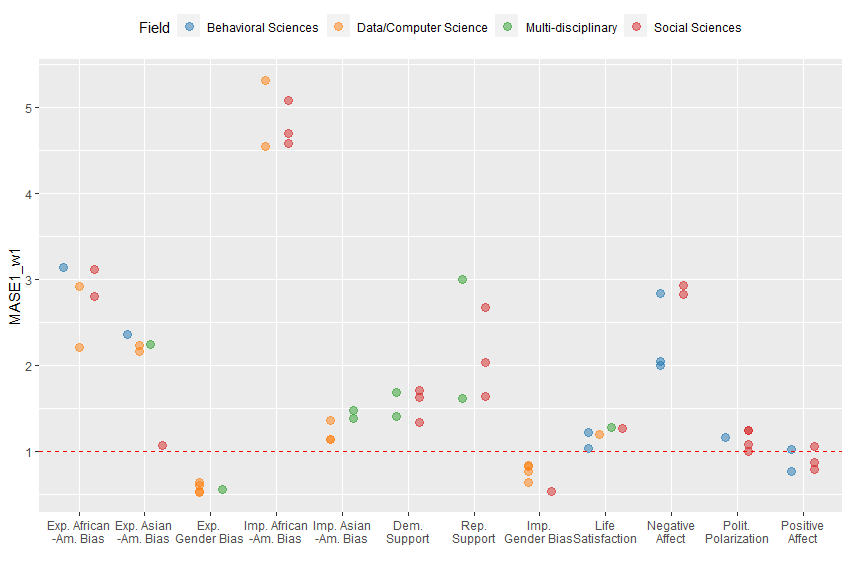 Field Behavioral Sciences Data/Computer Science Multi-disciplinary Social Sciences
MASE1_w1
5
4
3
2
1
Exp. African
-Am. Bias
Exp. Asian
-Am. Bias
Exp.
Gender Bias
Imp. African
-Am. Bias
Imp. Asian
-Am. Bias
Dem.
Support
Rep.
Support
Imp.
Gender Bias
Life
Satisfaction
Negative
Affect
Polit.
Polarization
Positive
Affect